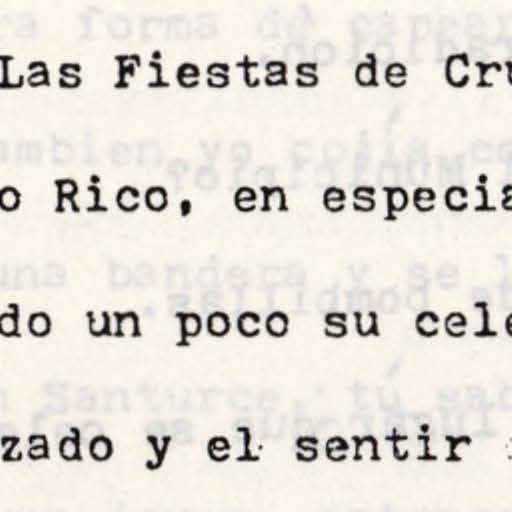 Las Fiestas de Cru
o Rico, en especia
do un poco su cele
zado y el sentir